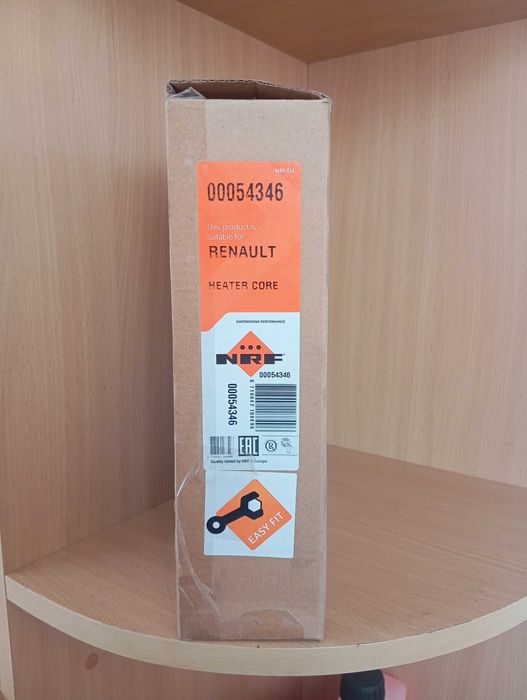 NRF EU
00054346
This product is
suitable for:
RENAULT
HEATER CORE
EMPOWERING PERFORMANCE
NRF
00054346
00054346
EAC
Quality tested by NRF in Europe
EASY FIT